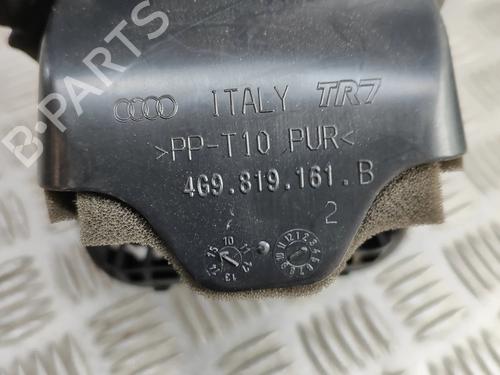 B-PARTS
ITALY TR7
>PP-T10 PUR<
4G9.819.161.B
2